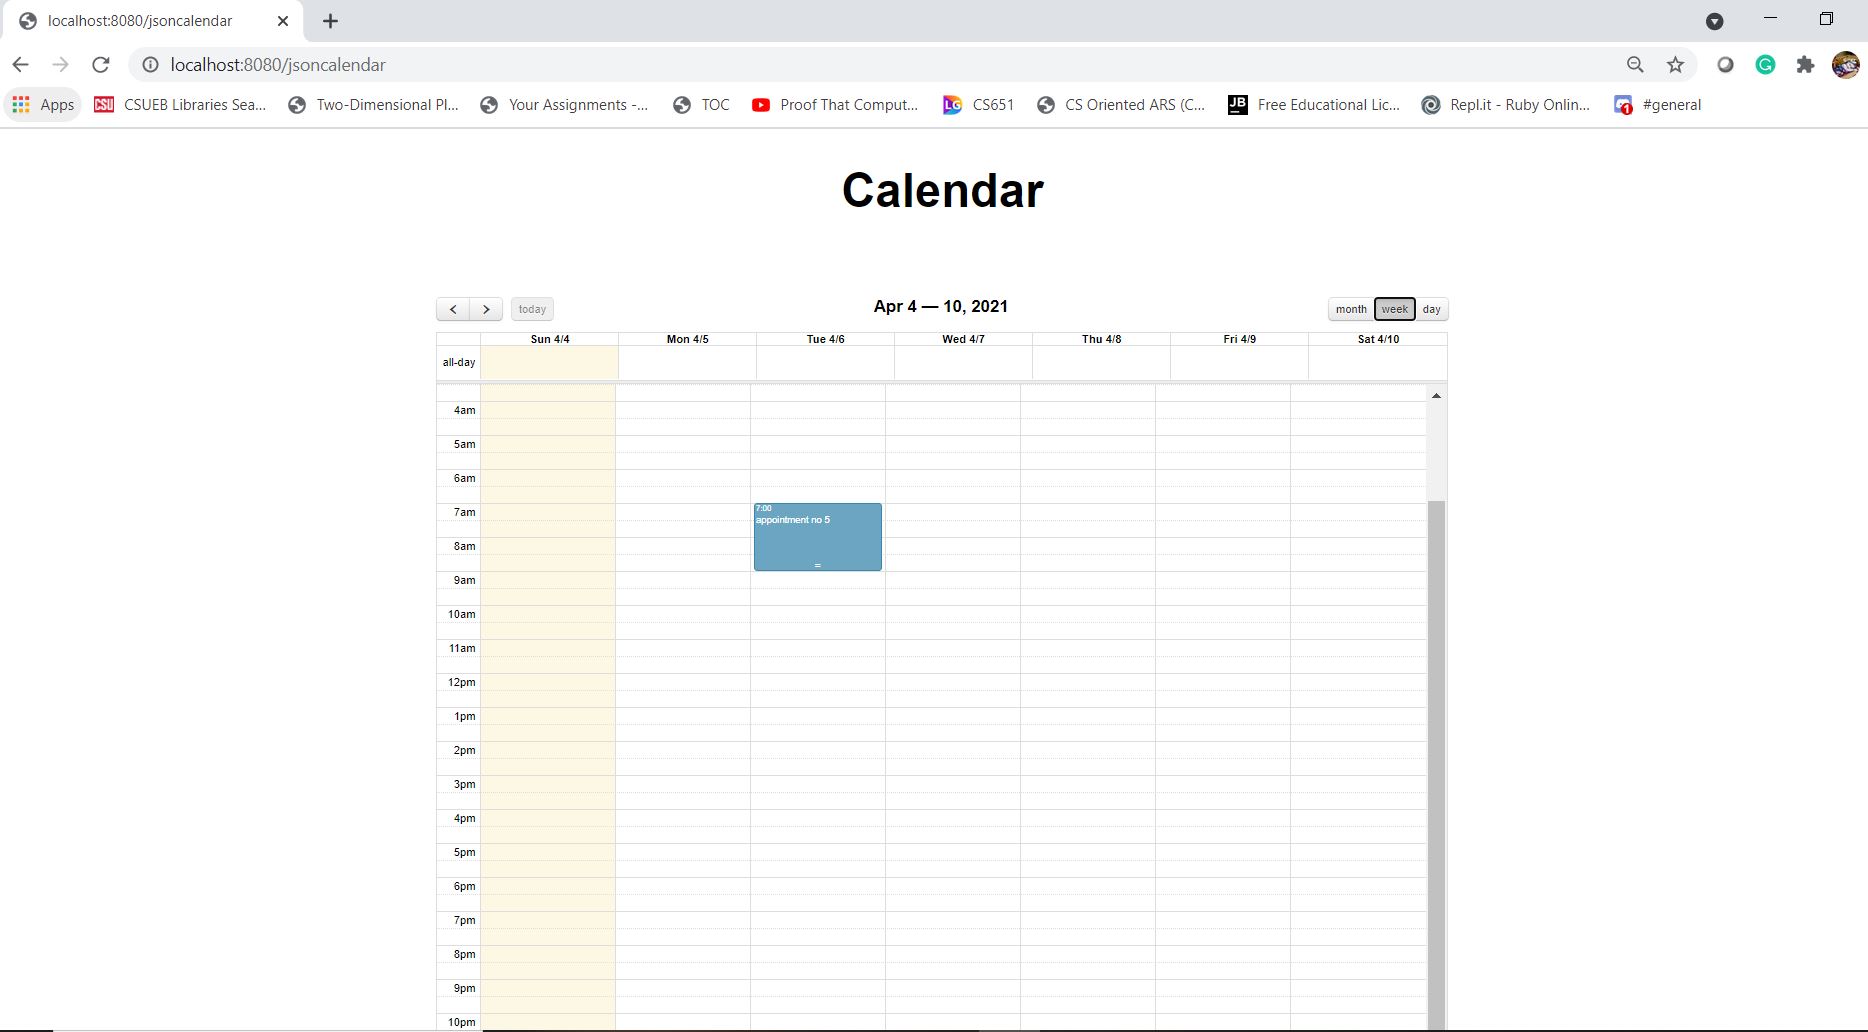 localhost:8080/jsoncalendar
localhost:8080/jsoncalendar
Apps CSU CSUEB Libraries Sea... Two-Dimensional Pl... Your Assignments -... TOC Proof That Comput... LG CS651 CS Oriented ARS (C... JB Free Educational Lic... Repl.it - Ruby Onlin... 1 #general
Calendar
today Apr 4 — 10, 2021 month week day
Sun 4/4 Mon 4/5 Tue 4/6 Wed 4/7 Thu 4/8 Fri 4/9 Sat 4/10
all-day
4am
5am
6am
7am
7:00
appointment no 5
8am
9am
10am
11am
12pm
1pm
2pm
3pm
4pm
5pm
6pm
7pm
8pm
9pm
10pm